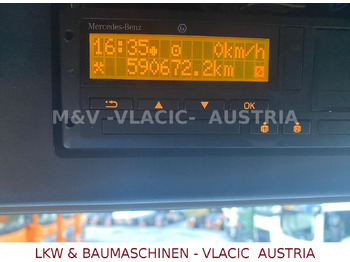 Mercedes-Benz
16:35 0km/h
590672.2km
OK
M&V -VLACIC- AUSTRIA
LKW & BAUMASCHINEN - VLACIC AUSTRIA